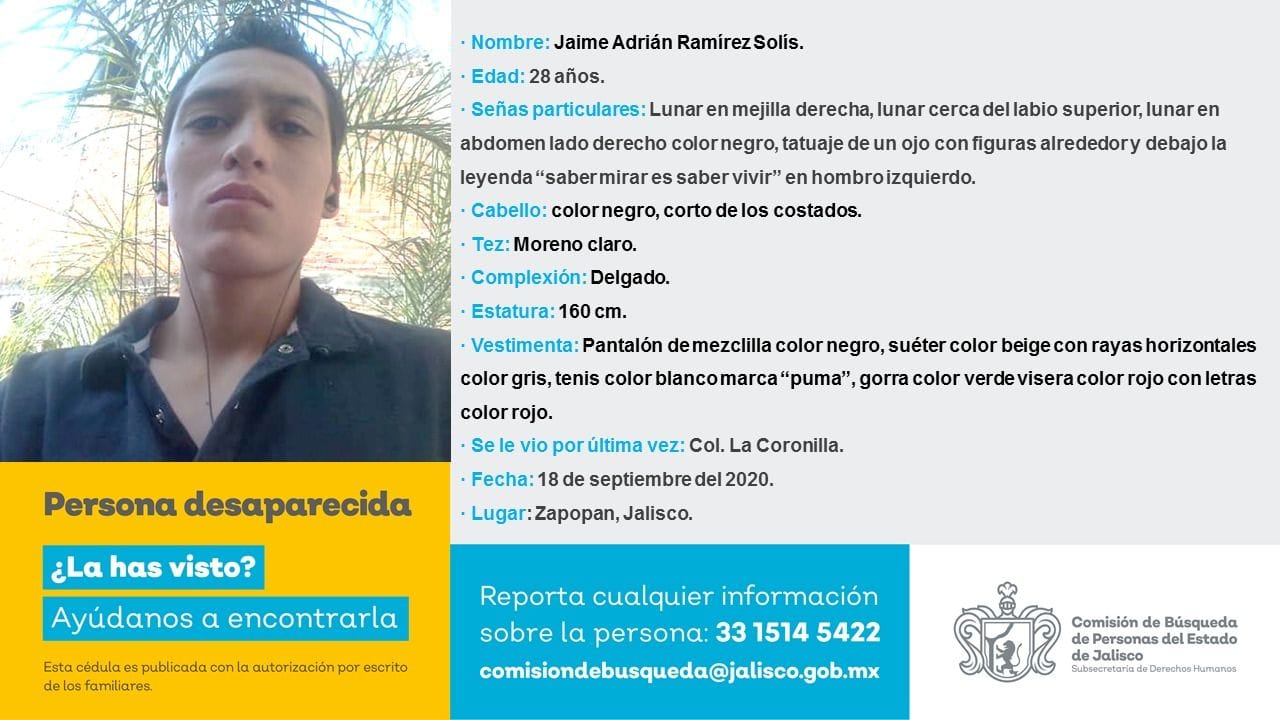 · Nombre: Jaime Adrián Ramírez Solís.
· Edad: 28 años.
· Señas particulares: Lunar en mejilla derecha, lunar cerca del labio superior, lunar en
abdomen lado derecho color negro, tatuaje de un ojo con figuras alrededor y debajo la
leyenda “saber mirar es saber vivir” en hombro izquierdo.
· Cabello: color negro, corto de los costados.
· Tez: Moreno claro.
· Complexión: Delgado.
· Estatura: 160 cm.
· Vestimenta: Pantalón de mezclilla color negro, suéter color beige con rayas horizontales
color gris, tenis color blanco marca “puma”, gorra color verde visera color rojo con letras
color rojo.
· Se le vio por última vez: Col. La Coronilla.
· Fecha: 18 de septiembre del 2020.
· Lugar: Zapopan, Jalisco.
Persona desaparecida
¿La has visto?
Ayúdanos a encontrarla
Esta cédula es publicada con la autorización por escrito
de los familiares.
Reporta cualquier información
sobre la persona: 33 1514 5422
comisiondebusqueda@jalisco.gob.mx
Comisión de Búsqueda
de Personas del Estado
de Jalisco
Subsecretaría de Derechos Humanos